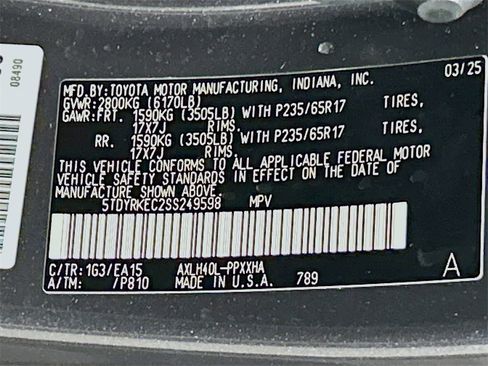 08490
MFD. BY: TOYOTA MOTOR MANUFACTURING, INDIANA, INC. 03/25
GVWR: 2800KG (6170LB)
GAWR: FRT. 1590KG (3505LB) WITH P235/65R17 TIRES,
17X7J RIMS.
RR. 1590KG (3505LB) WITH P235/65R17 TIRES,
17X7J RIMS.
THIS VEHICLE CONFORMS TO ALL APPLICABLE FEDERAL MOTOR
VEHICLE SAFETY STANDARDS IN EFFECT ON THE DATE OF
MANUFACTURE SHOWN ABOVE.
5TDYRKEC2SS249598 MPV
C/TR: 1G3/EA15 AXLH40L-PPXXHA
A/TM: /P810 MADE IN U.S.A. 789 A